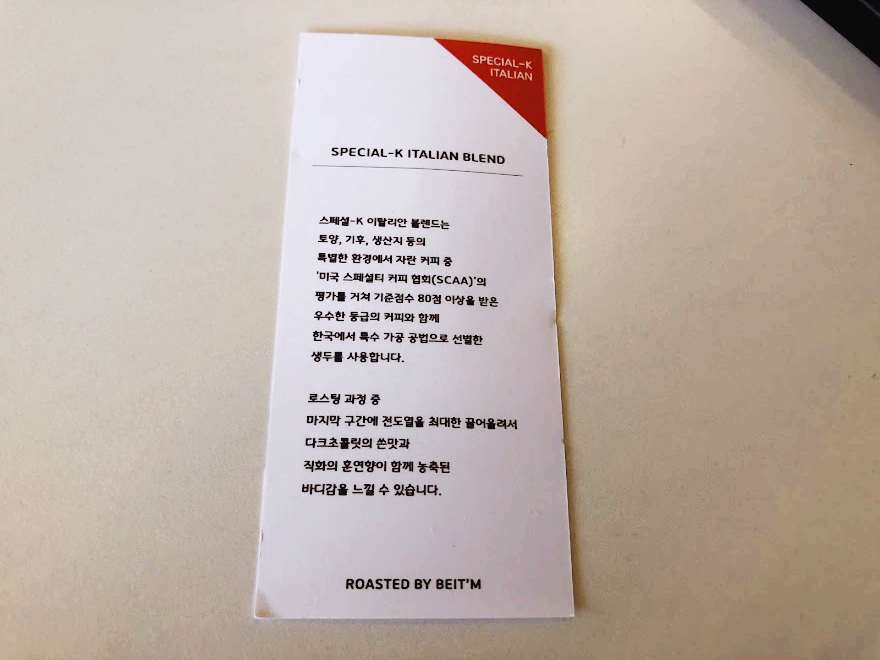 SPECIAL-K
ITALIAN
SPECIAL-K ITALIAN BLEND
스페셜-K 이탈리안 블렌드는
토양, 기후, 생산지 등의
특별한 환경에서 자란 커피 중
'미국 스페셜티 커피 협회(SCAA)'의
평가를 거쳐 기준점수 80점 이상을 받은
우수한 등급의 커피와 함께
한국에서 특수 가공 공법으로 선별한
생두를 사용합니다.
로스팅 과정 중
마지막 구간에 전도열을 최대한 끌어올려서
다크초콜릿의 쓴맛과
직화의 훈연향이 함께 농축된
바디감을 느낄 수 있습니다.
ROASTED BY BEIT'M